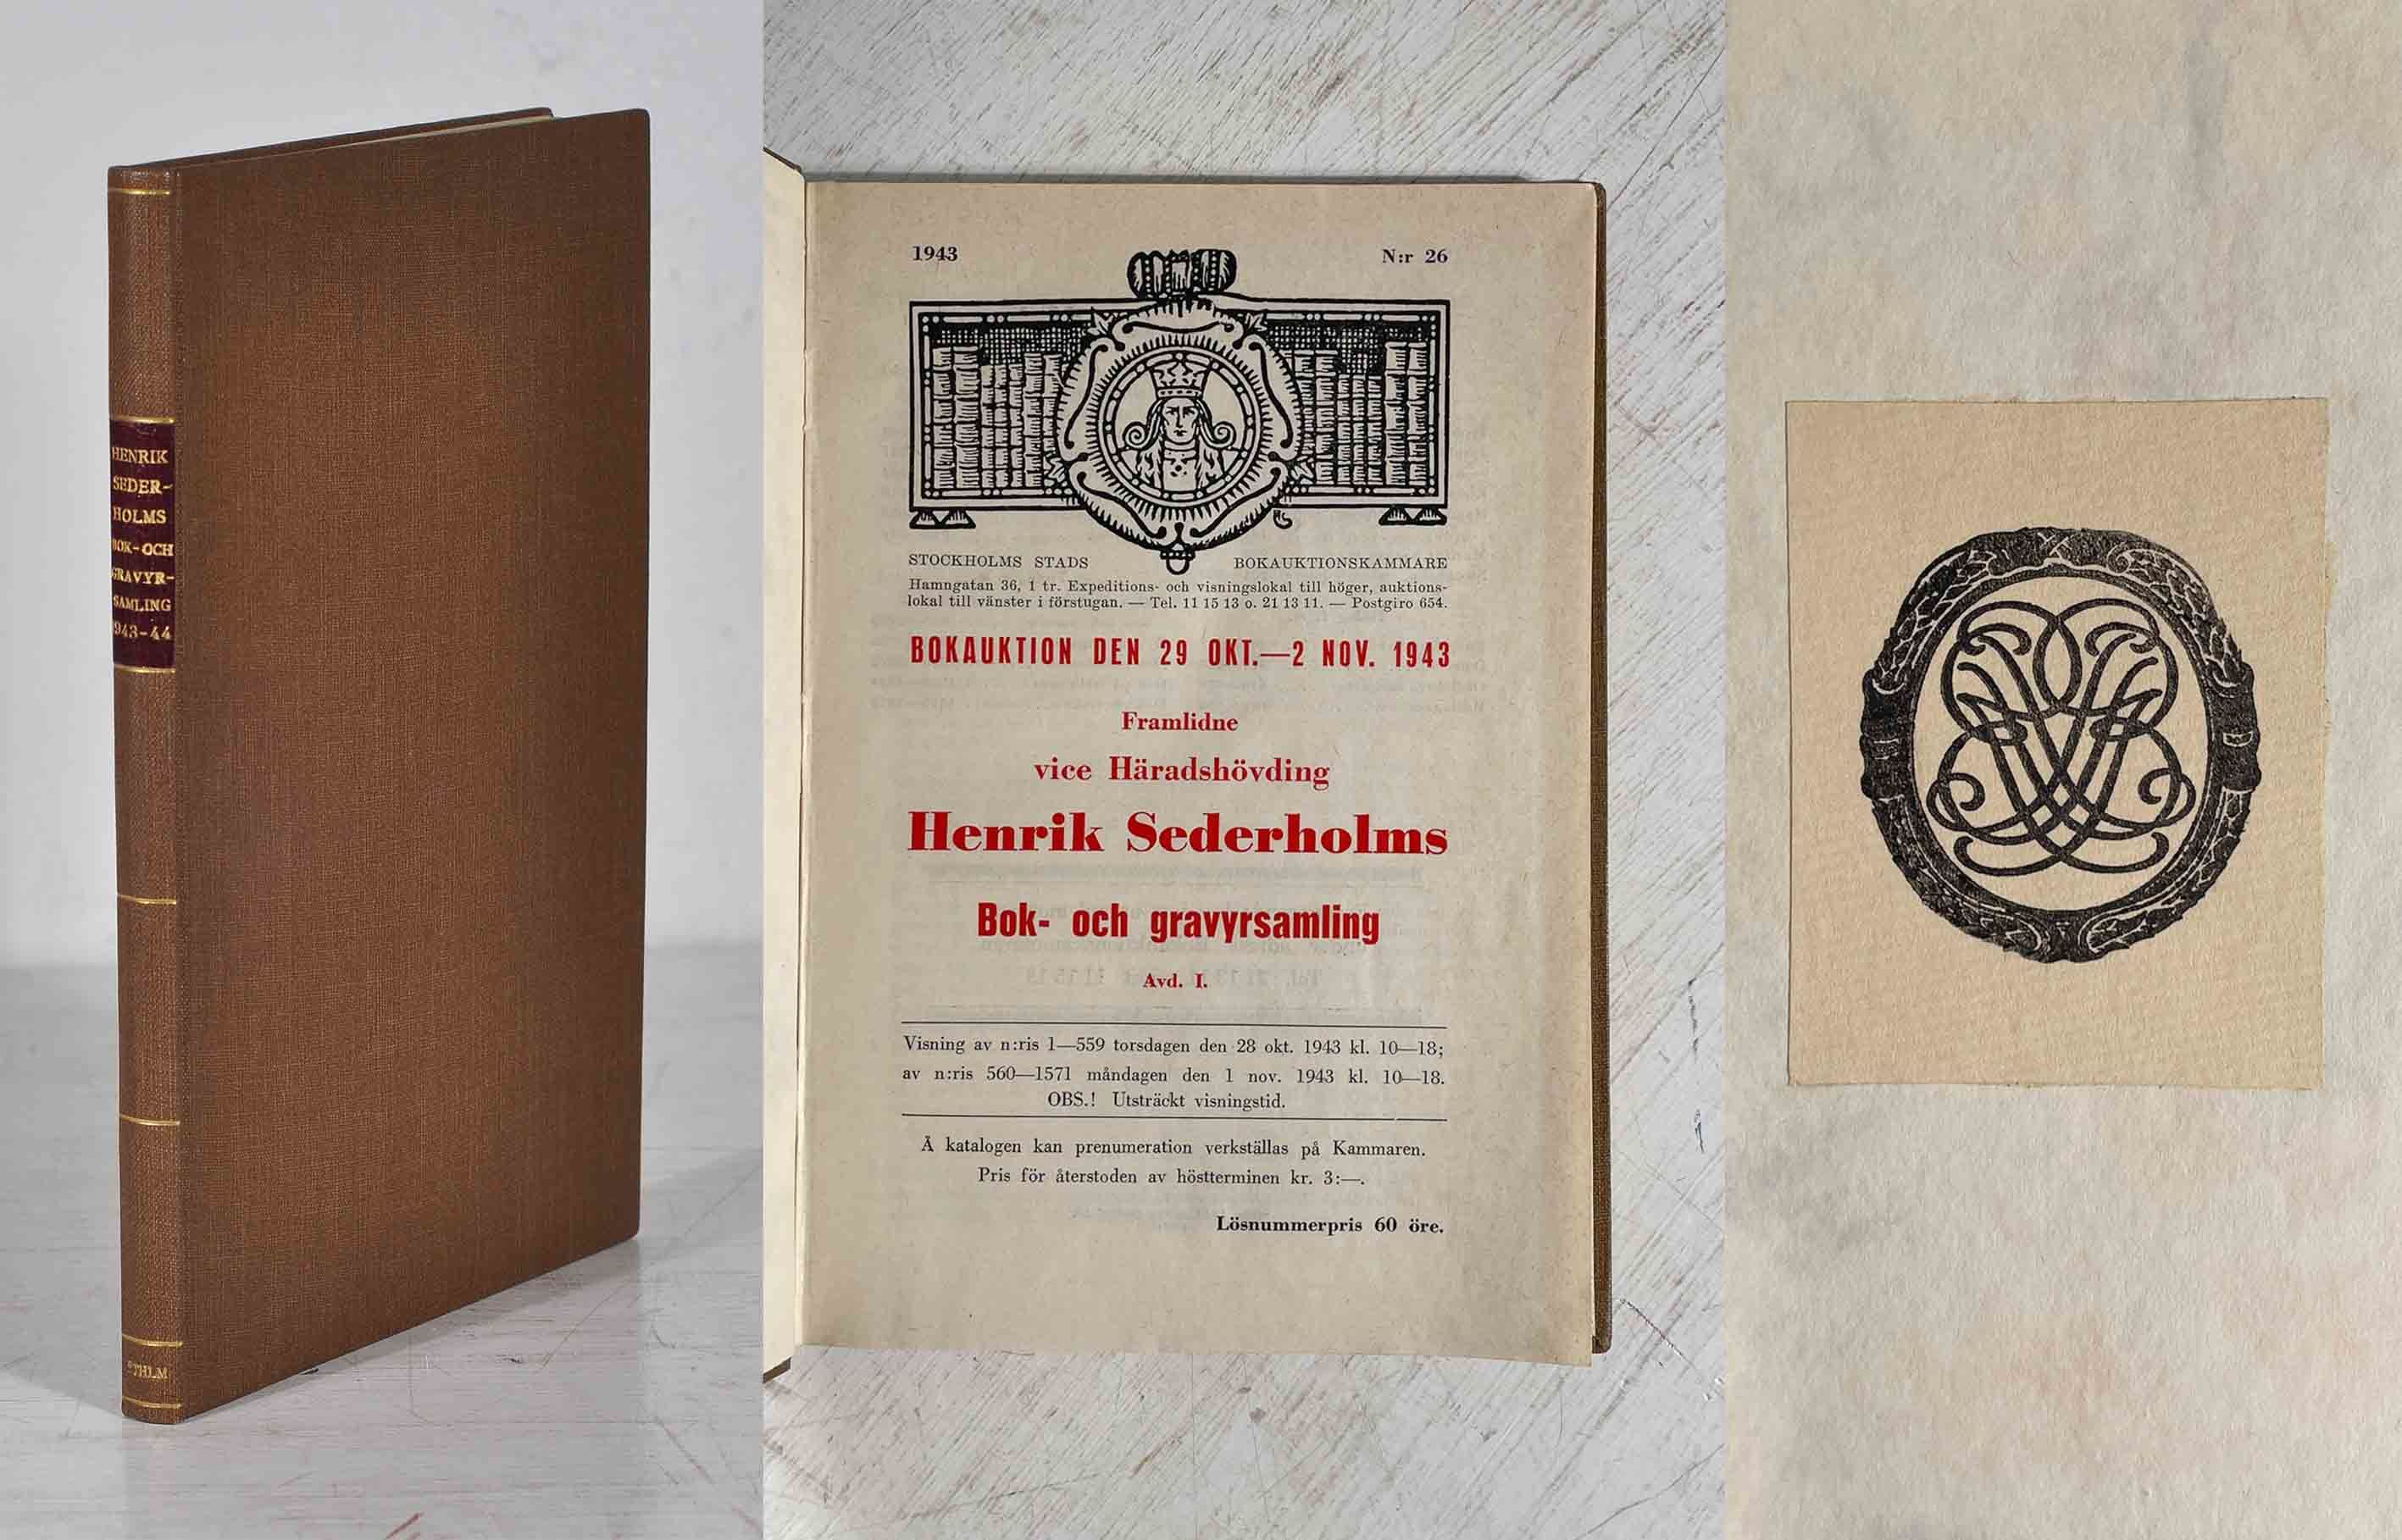 HENRIK
SEDER-
HOLMS
BOK-OCH
GRAVYR-
SAMLING
1943-44
STHLM
1943 N:r 26
STOCKHOLMS STADS BOKAUKTIONSKAMMARE
Hamngatan 36, 1 tr. Expeditions- och visningslokal till höger, auktions-
lokal till vänster i förstugan. — Tel. 11 15 13 o. 21 13 11. — Postgiro 654.
BOKAUKTION DEN 29 OKT.—2 NOV. 1943
Framlidne
vice Häradshövding
Henrik Sederholms
Bok- och gravyrsamling
Avd. I.
Visning av n:ris 1—559 torsdagen den 28 okt. 1943 kl. 10—18;
av n:ris 560—1571 måndagen den 1 nov. 1943 kl. 10—18.
OBS.! Utsträckt visningstid.
Å katalogen kan prenumeration verkställas på Kammaren.
Pris för återstoden av höstterminen kr. 3:—.
Lösnummerpris 60 öre.